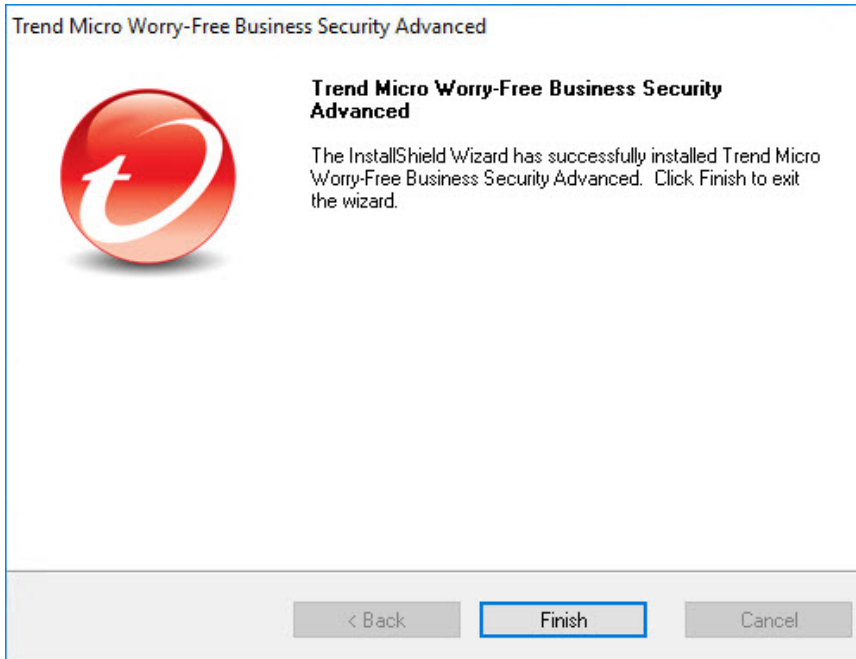 Trend Micro Worry-Free Business Security Advanced
Trend Micro Worry-Free Business Security
Advanced
The InstallShield Wizard has successfully installed Trend Micro
Worry-Free Business Security Advanced.  Click Finish to exit
the wizard.
< Back
Finish
Cancel